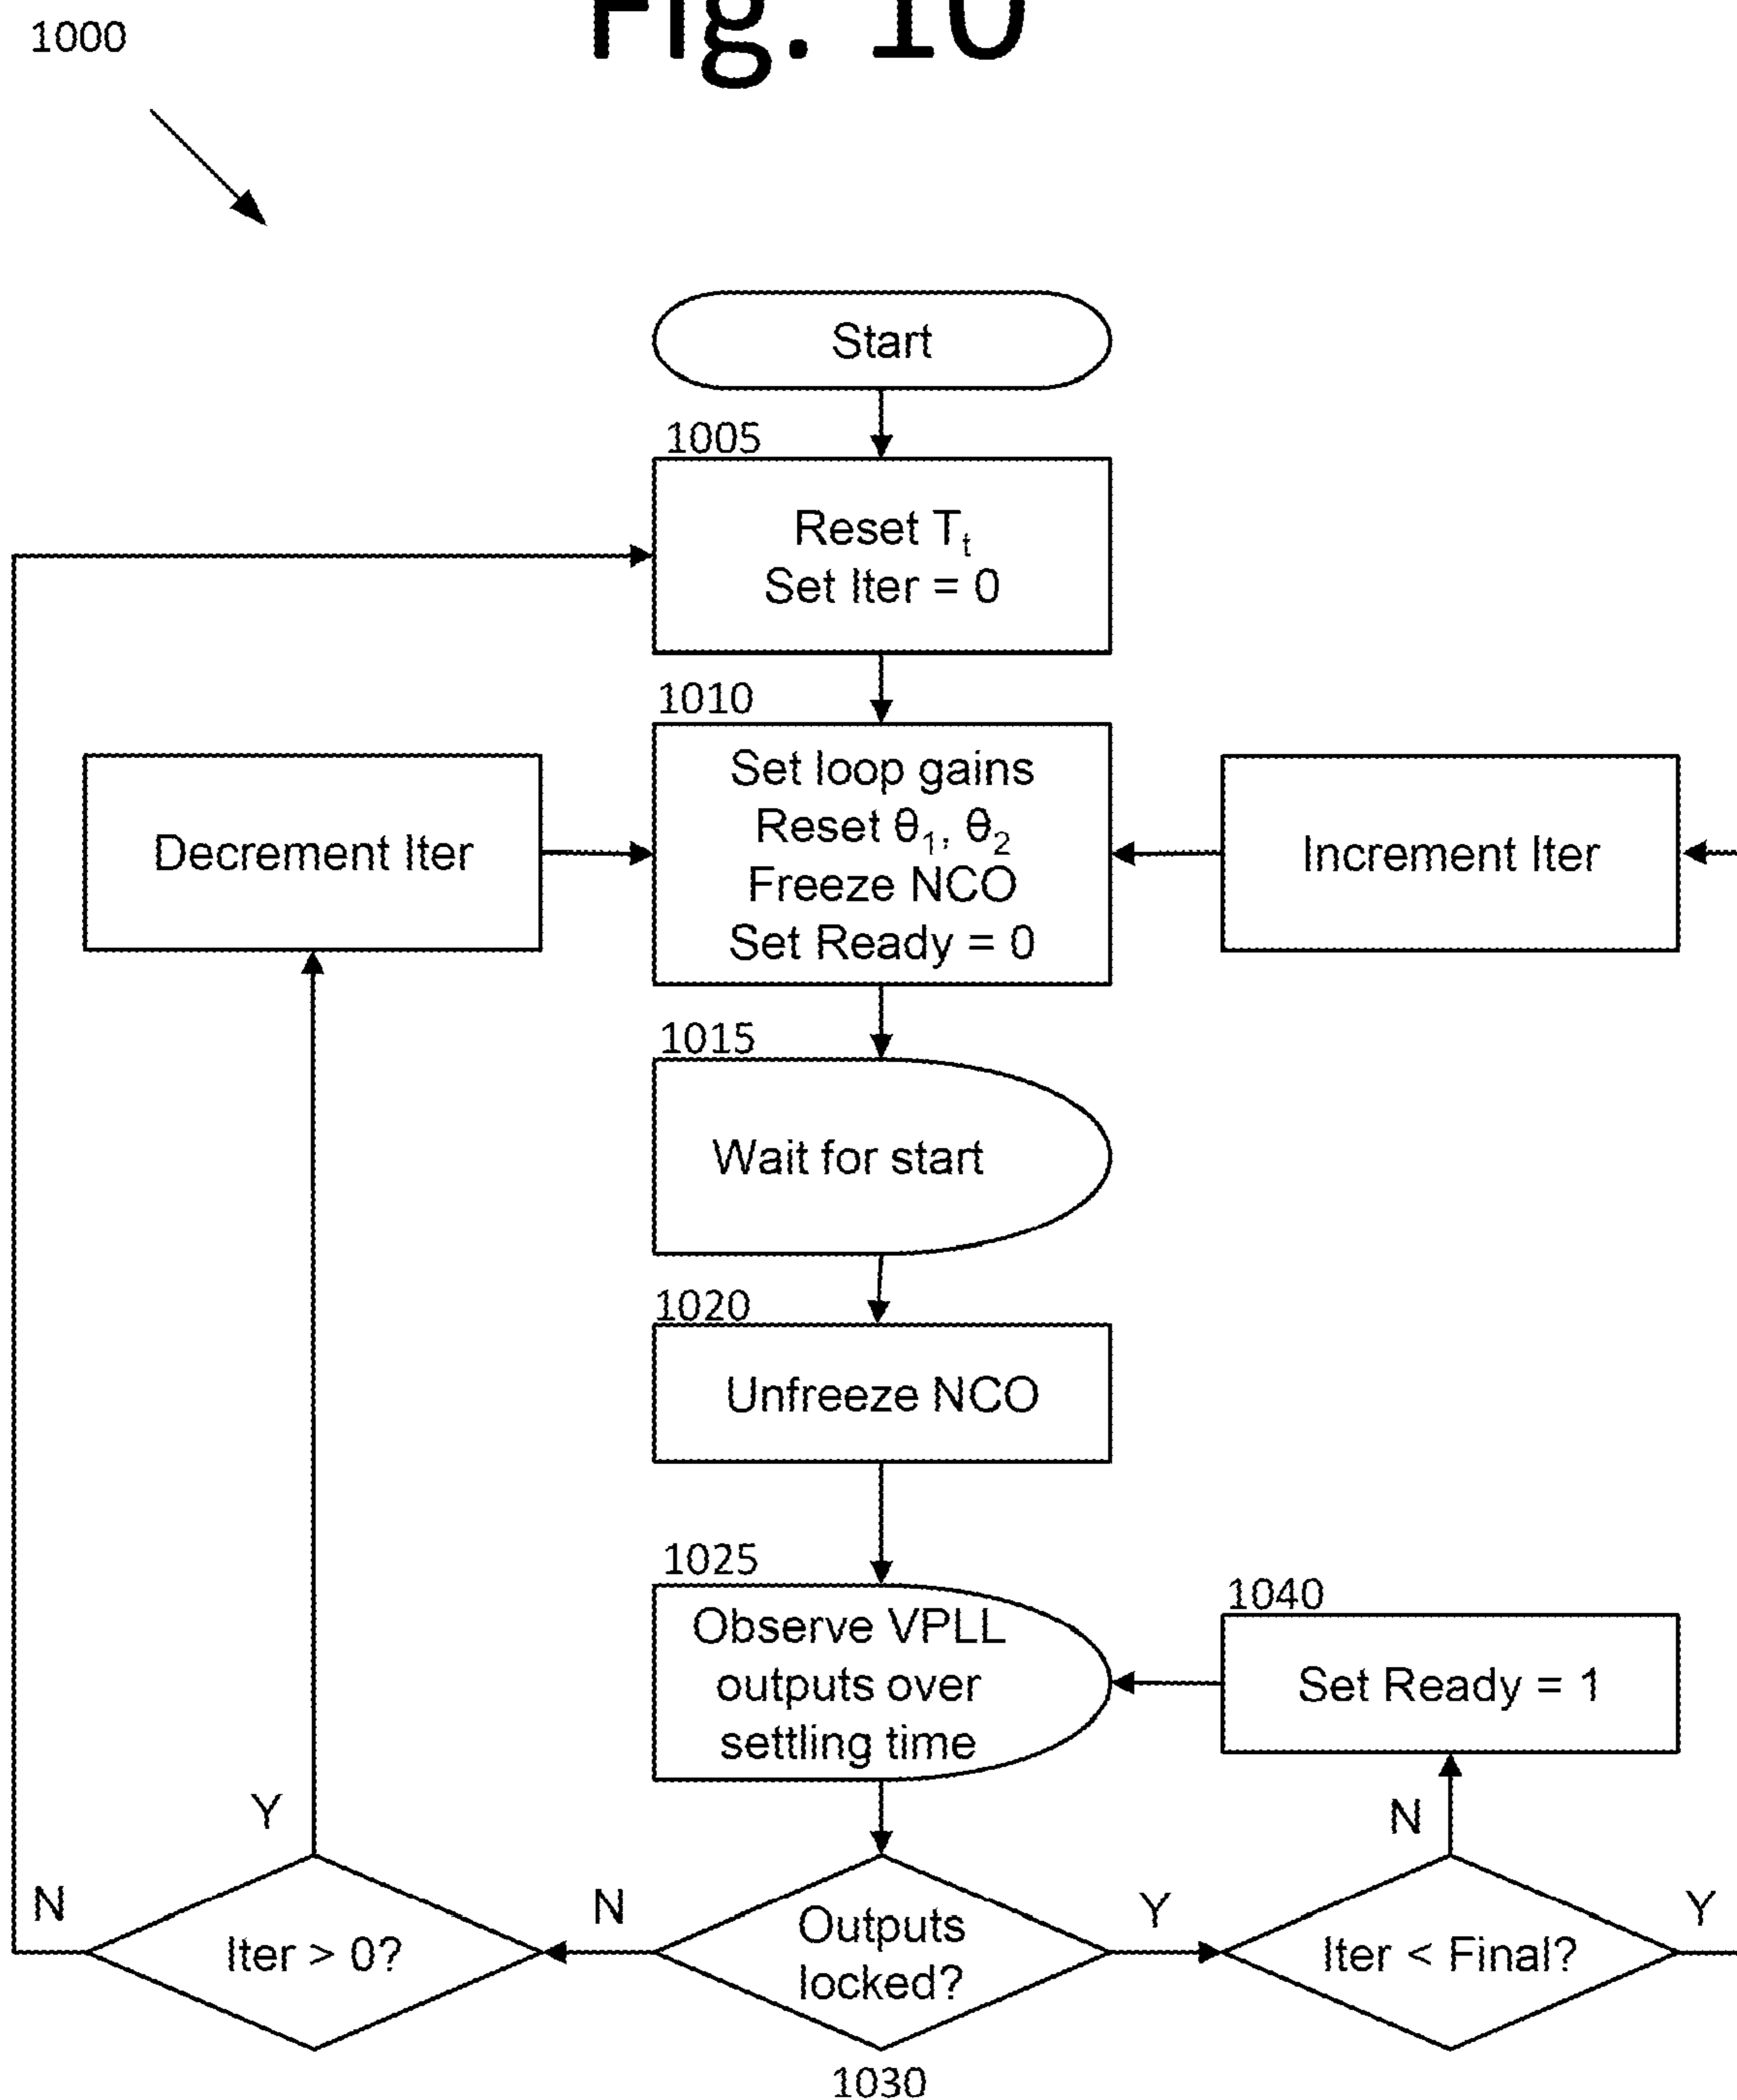 Fig. 10
1000
Start
1005
Reset Tₜ
Set Iter = 0
1010
Set loop gains
Reset θ₁, θ₂
Freeze NCO
Set Ready = 0
Decrement Iter
Increment Iter
1015
Wait for start
1020
Unfreeze NCO
1025
Observe VPLL
outputs over
settling time
1040
Set Ready = 1
Y
N
N
Iter > 0?
N
Outputs
locked?
Y
Iter < Final?
Y
1030